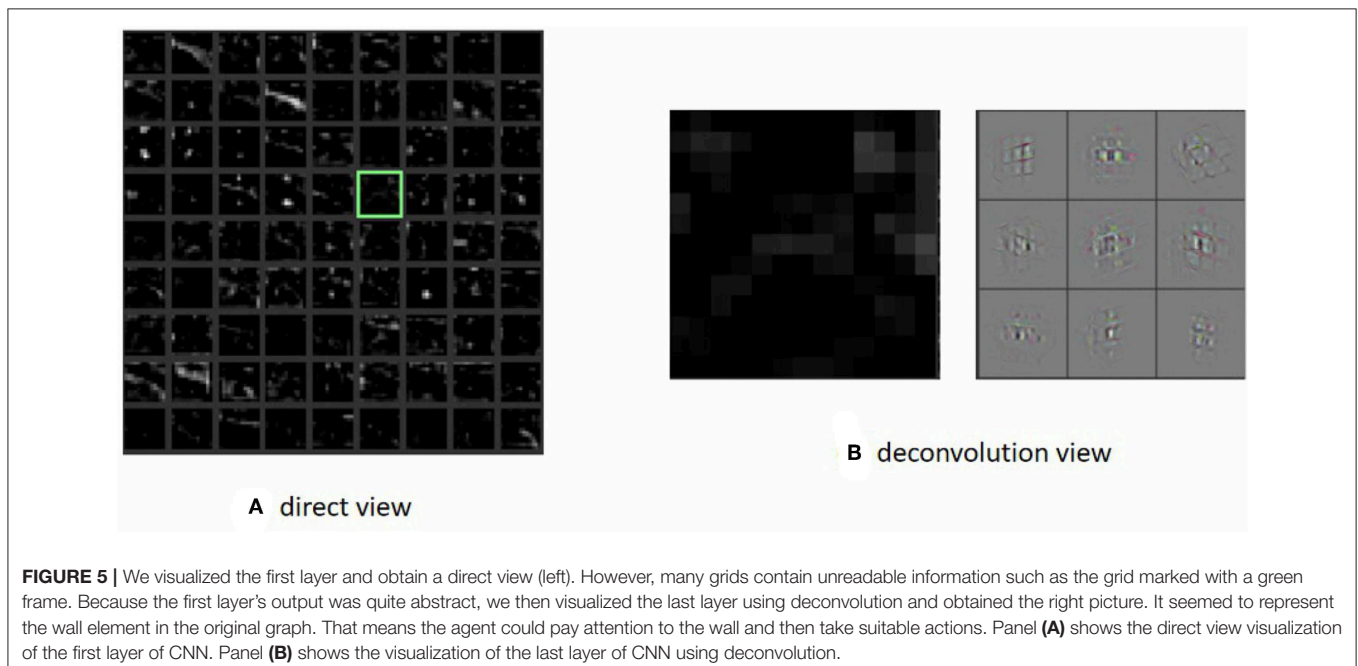 A direct view
B deconvolution view
FIGURE 5 | We visualized the first layer and obtain a direct view (left). However, many grids contain unreadable information such as the grid marked with a green
frame. Because the first layer's output was quite abstract, we then visualized the last layer using deconvolution and obtained the right picture. It seemed to represent
the wall element in the original graph. That means the agent could pay attention to the wall and then take suitable actions. Panel (A) shows the direct view visualization
of the first layer of CNN. Panel (B) shows the visualization of the last layer of CNN using deconvolution.